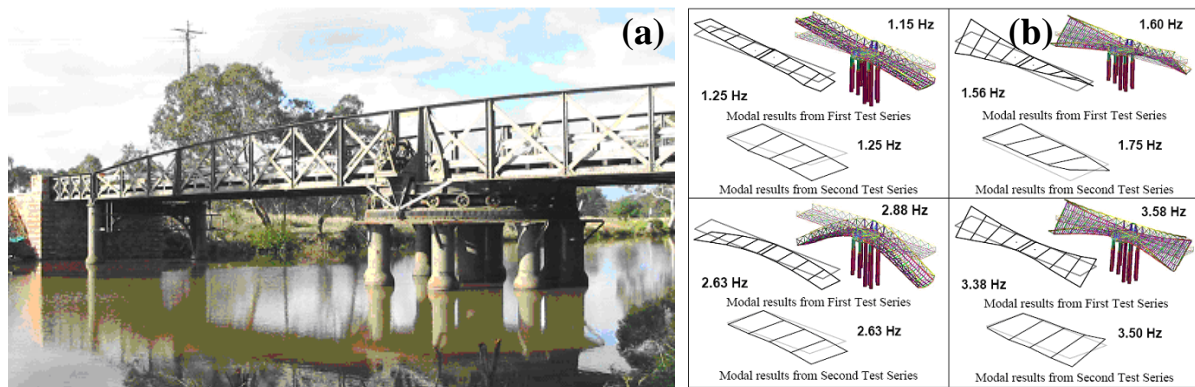 (a)
(b)
1.15 Hz
1.25 Hz
Modal results from First Test Series
1.25 Hz
Modal results from Second Test Series
1.60 Hz
1.56 Hz
Modal results from First Test Series
1.75 Hz
Modal results from Second Test Series
2.88 Hz
2.63 Hz
Modal results from First Test Series
2.63 Hz
Modal results from Second Test Series
3.58 Hz
3.38 Hz
Modal results from First Test Series
3.50 Hz
Modal results from Second Test Series